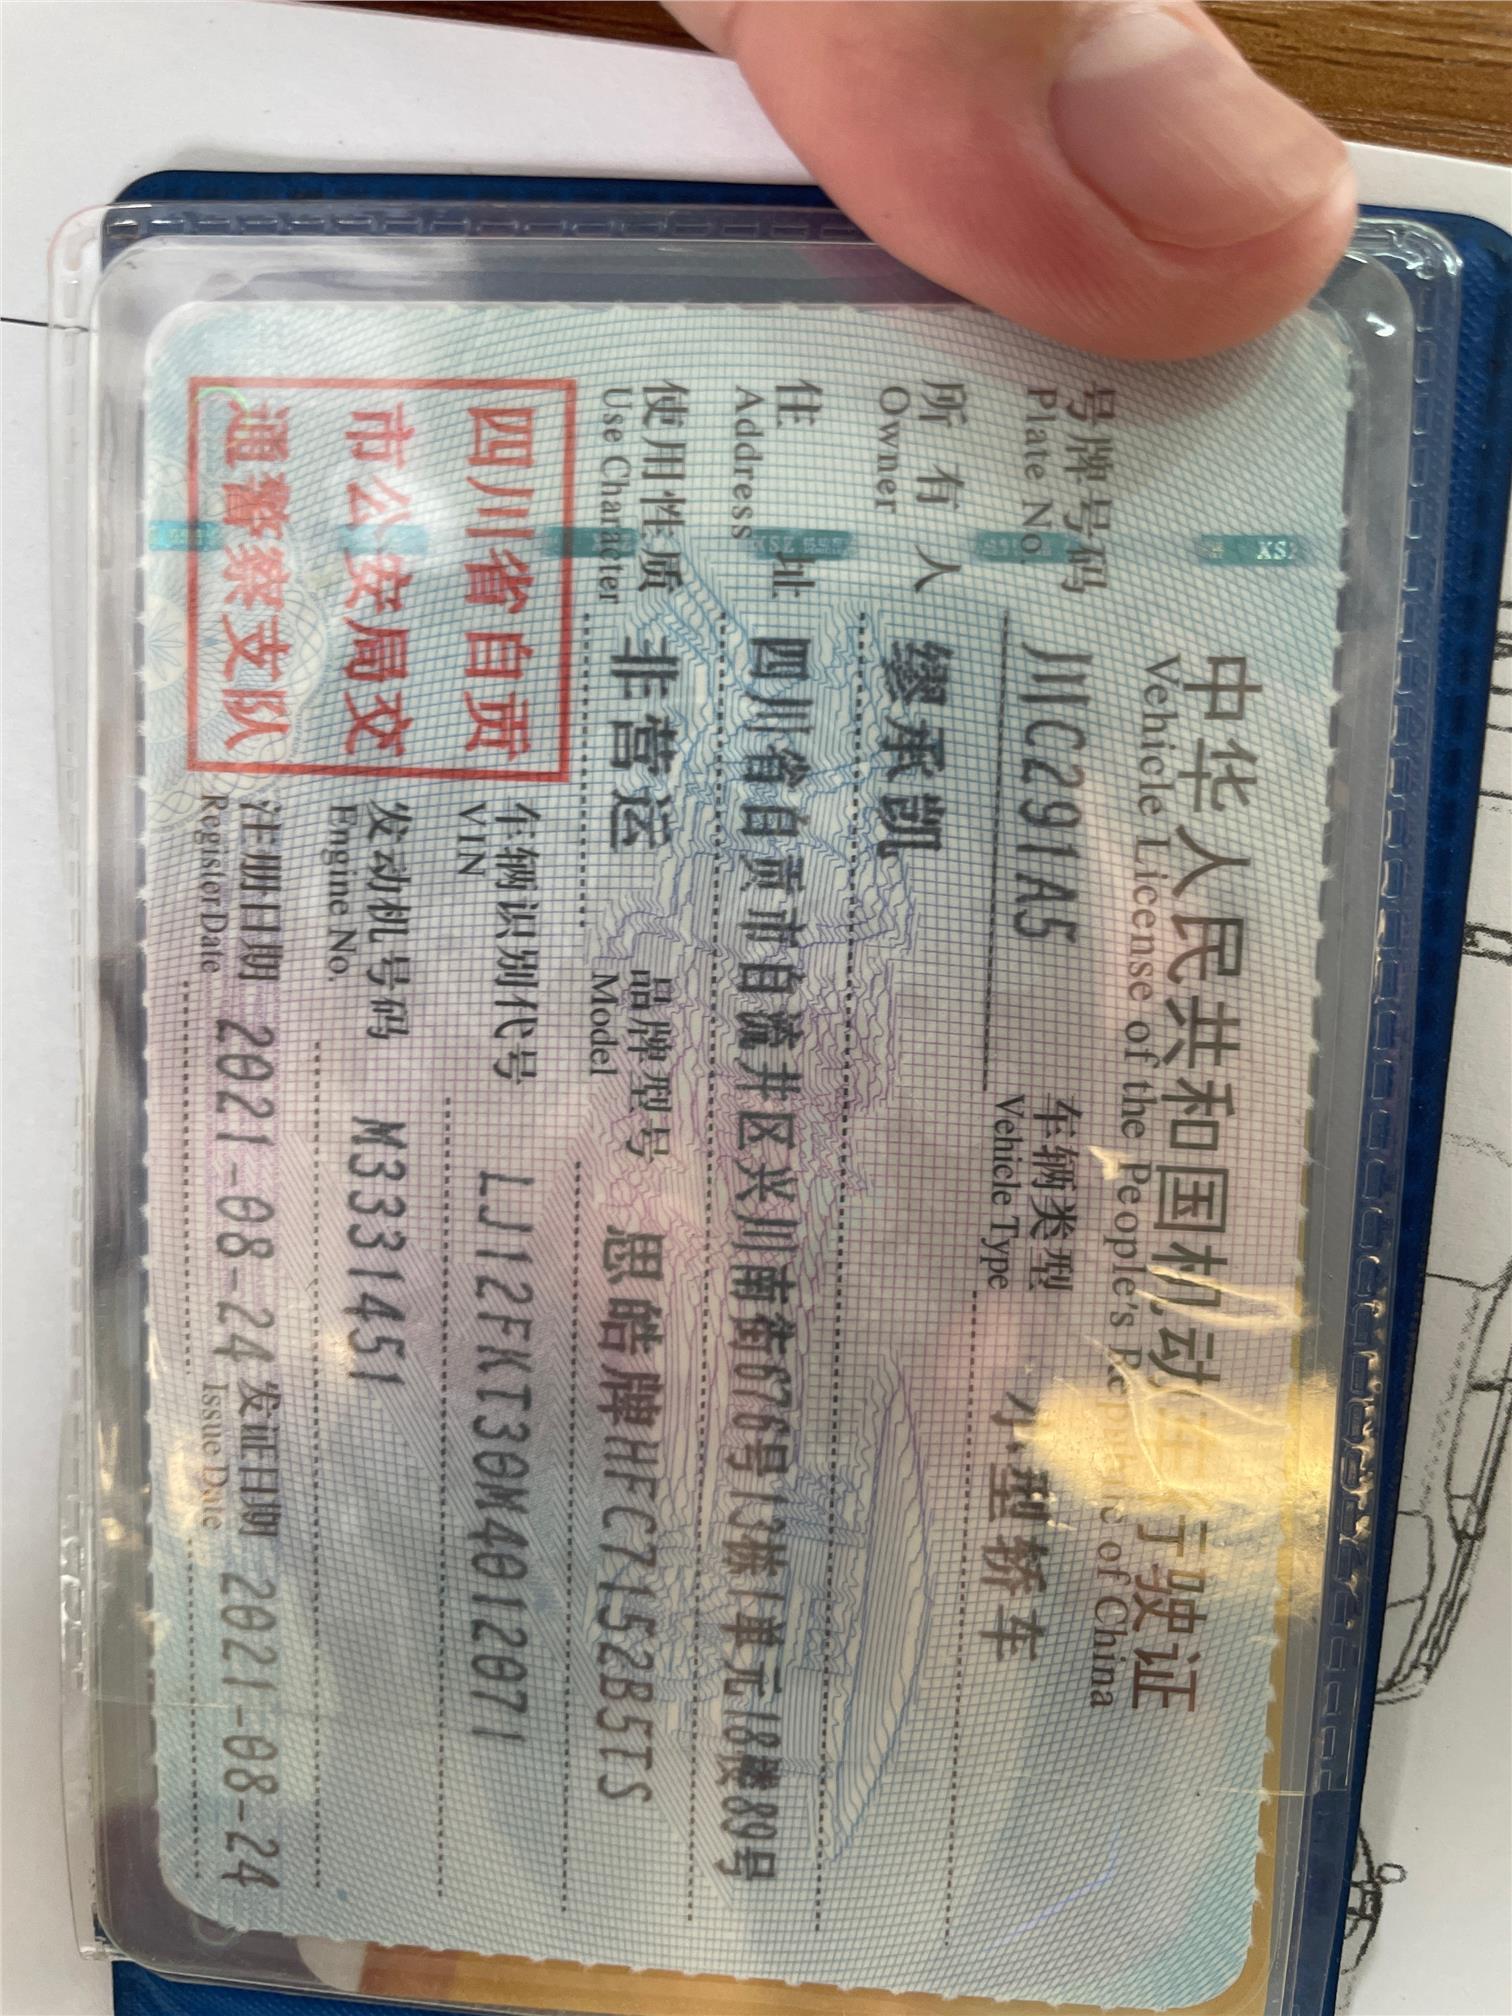 中华人民共和国机动车行驶证
Vehicle License of the People's Republic of China
号牌号码 川C291A5 车辆类型 小型轿车
Plate No. Vehicle Type
所有人 缪承凯
Owner
住址 四川省自贡市自流井区兴川南街676号13栋1单元18楼89号
Address
使用性质 非营运 品牌型号 思皓牌HFC7152B5TS
Use Character Model
四川省自贡
市公安局交
通警察支队
车辆识别代号 LJ12FKT30M4012071
VIN
发动机号码 M3331451
Engine No.
注册日期 2021-08-24 发证日期 2021-08-24
Register Date Issue Date
XSZ